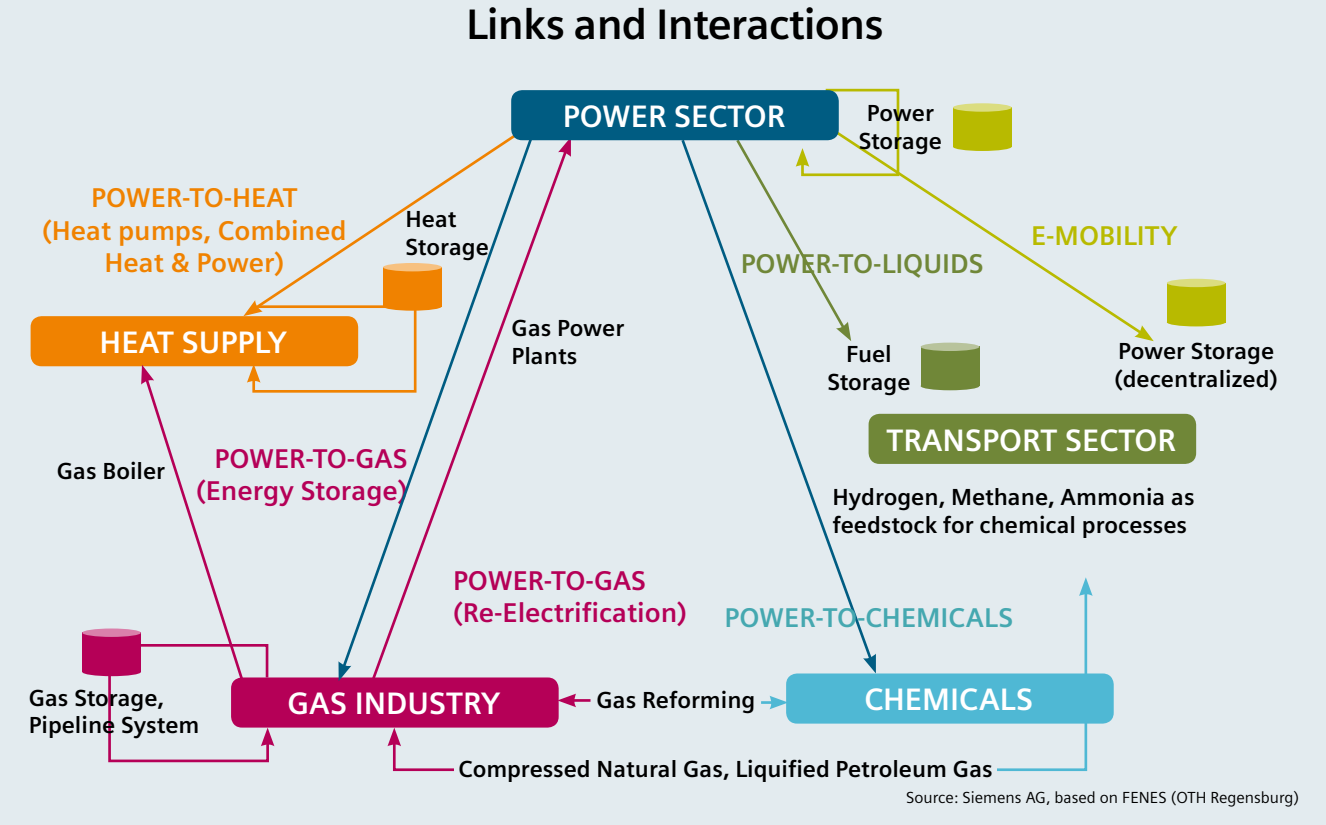 Links and Interactions
POWER SECTOR
Power
Storage
POWER-TO-HEAT
(Heat pumps, Combined
Heat & Power)
Heat
Storage
E-MOBILITY
POWER-TO-LIQUIDS
HEAT SUPPLY
Gas Power
Plants
Fuel
Storage
Power Storage
(decentralized)
TRANSPORT SECTOR
Gas Boiler
POWER-TO-GAS
(Energy Storage)
Hydrogen, Methane, Ammonia as
feedstock for chemical processes
POWER-TO-GAS
(Re-Electrification)
POWER-TO-CHEMICALS
Gas Storage,
Pipeline System
GAS INDUSTRY
Gas Reforming
CHEMICALS
Compressed Natural Gas, Liquified Petroleum Gas
Source: Siemens AG, based on FENES (OTH Regensburg)